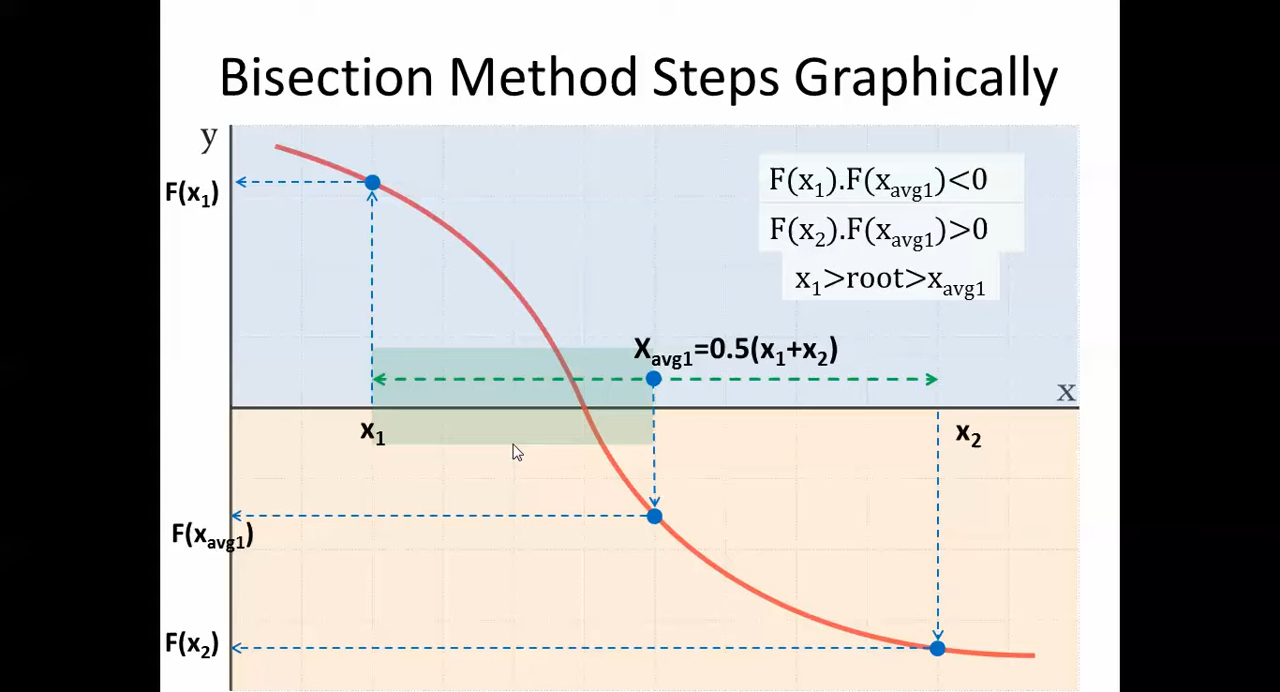 Bisection Method Steps Graphically
y
F(x₁)
F(x₁).F(xavg1)<0
F(x₂).F(xavg1)>0
x₁>root>xavg1
Xavg1=0.5(x₁+x₂)
x
x₁
x₂
F(xavg1)
F(x₂)